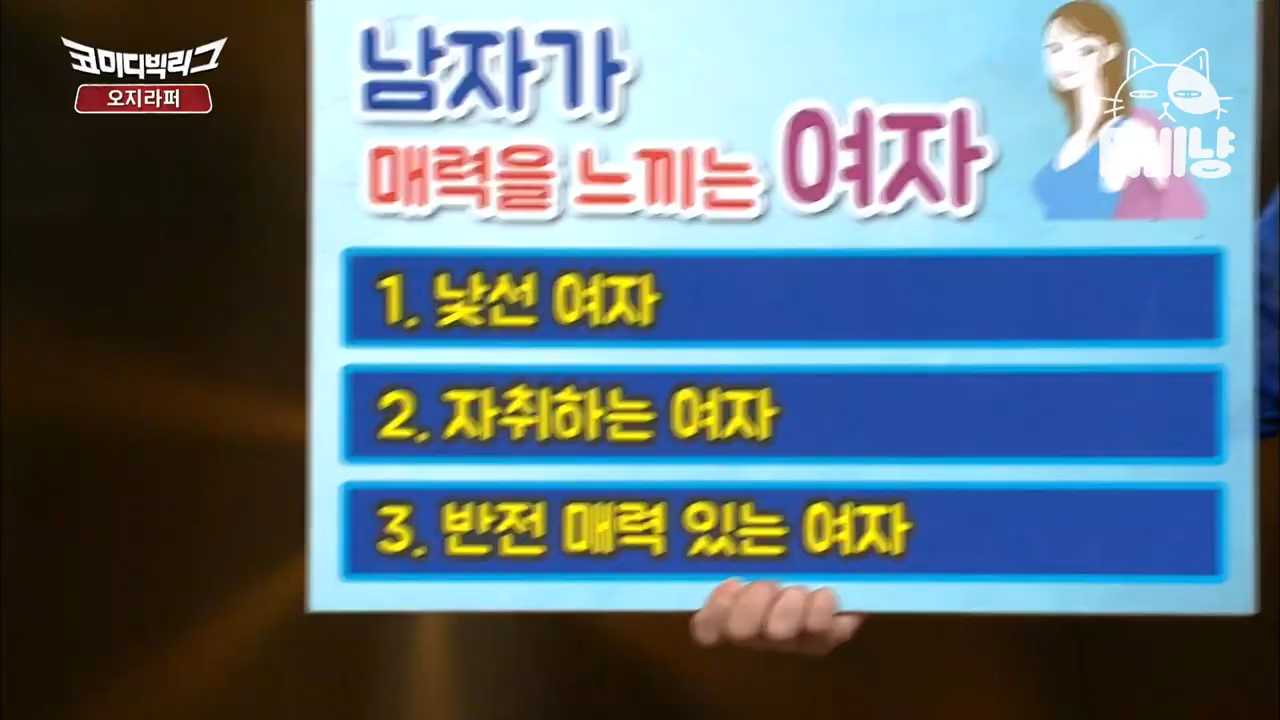 코미디빅리그
오지라퍼
남자가
매력을 느끼는 여자
1. 낯선 여자
2. 자취하는 여자
3. 반전 매력 있는 여자